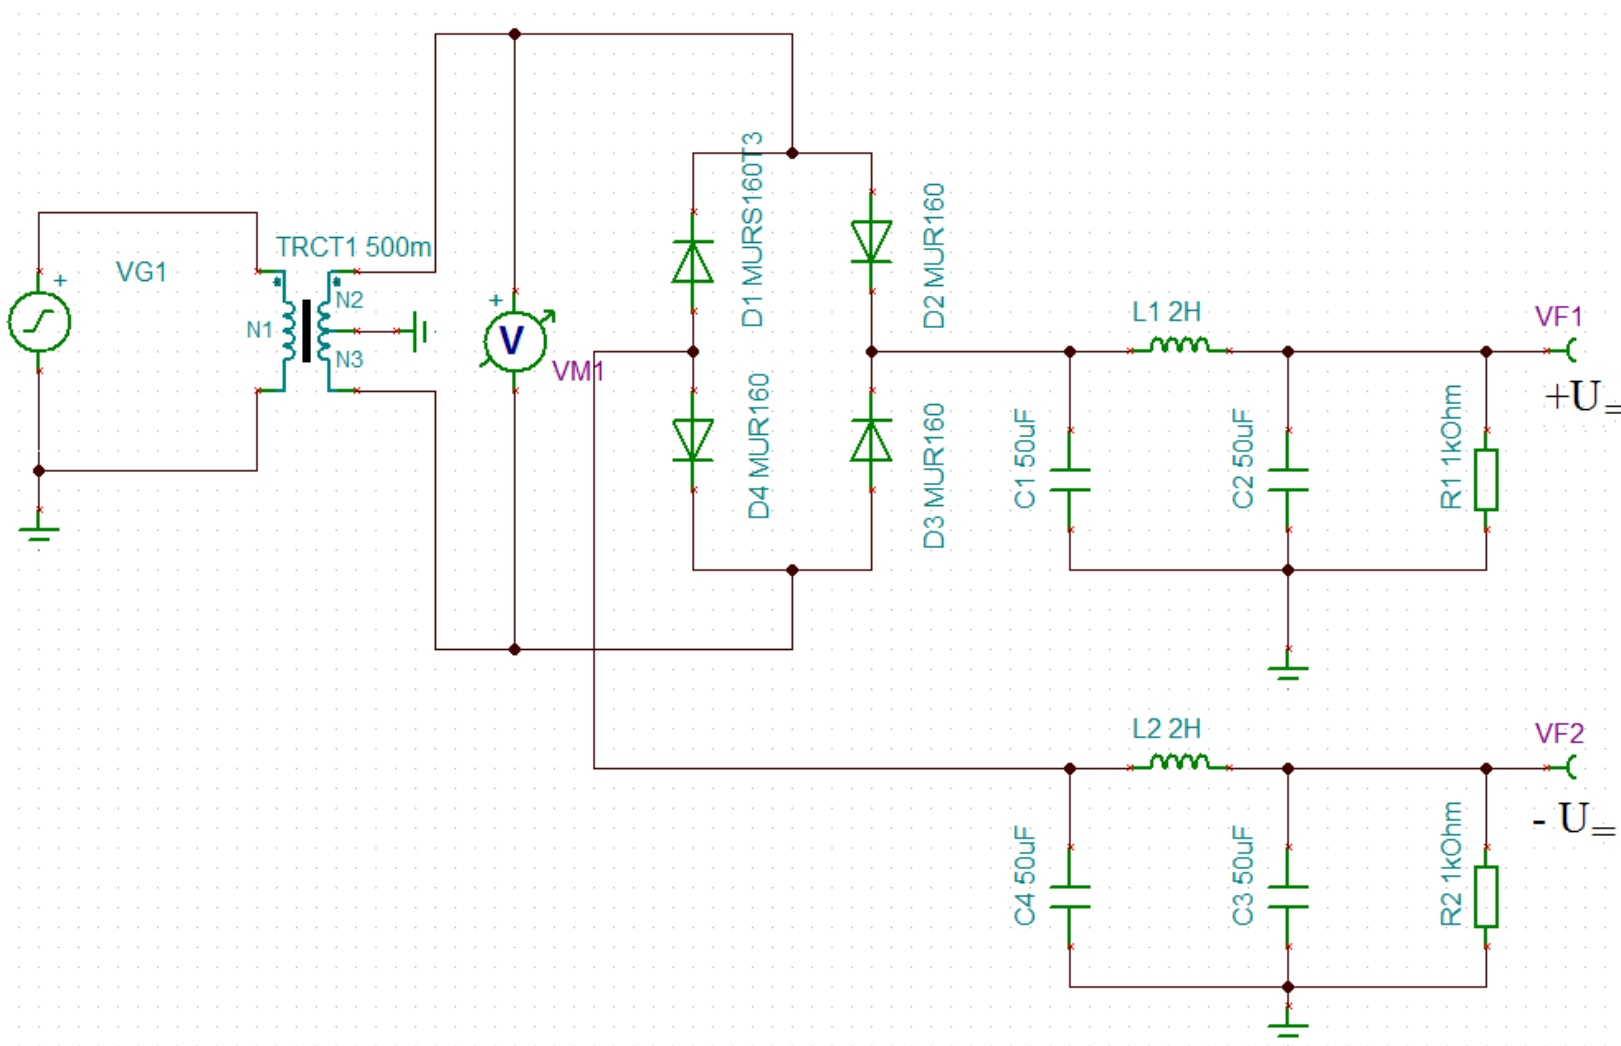 VG1
TRCT1 500m
N1
N2
N3
+
+
V
VM1
D1 MURS160T3
D2 MUR160
D4 MUR160
D3 MUR160
L1 2H
C1 50uF
C2 50uF
R1 1kOhm
VF1
+U=
L2 2H
C4 50uF
C3 50uF
R2 1kOhm
VF2
- U=